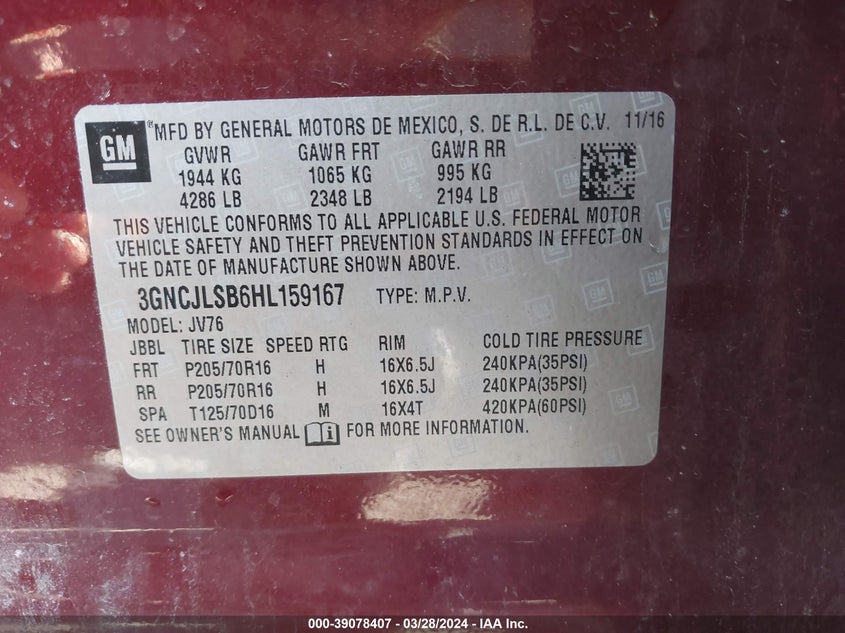 GM
®MFD BY GENERAL MOTORS DE MEXICO, S. DE R.L. DE C.V. 11/16
GVWR GAWR FRT GAWR RR
1944 KG 1065 KG 995 KG
4286 LB 2348 LB 2194 LB
THIS VEHICLE CONFORMS TO ALL APPLICABLE U.S. FEDERAL MOTOR
VEHICLE SAFETY AND THEFT PREVENTION STANDARDS IN EFFECT ON
THE DATE OF MANUFACTURE SHOWN ABOVE.
3GNCJLSB6HL159167 TYPE: M.P.V.
MODEL: JV76
JBBL TIRE SIZE SPEED RTG RIM COLD TIRE PRESSURE
FRT P205/70R16 H 16X6.5J 240KPA(35PSI)
RR P205/70R16 H 16X6.5J 240KPA(35PSI)
SPA T125/70D16 M 16X4T 420KPA(60PSI)
SEE OWNER'S MANUAL FOR MORE INFORMATION.
000-39078407 - 03/28/2024 - IAA Inc.